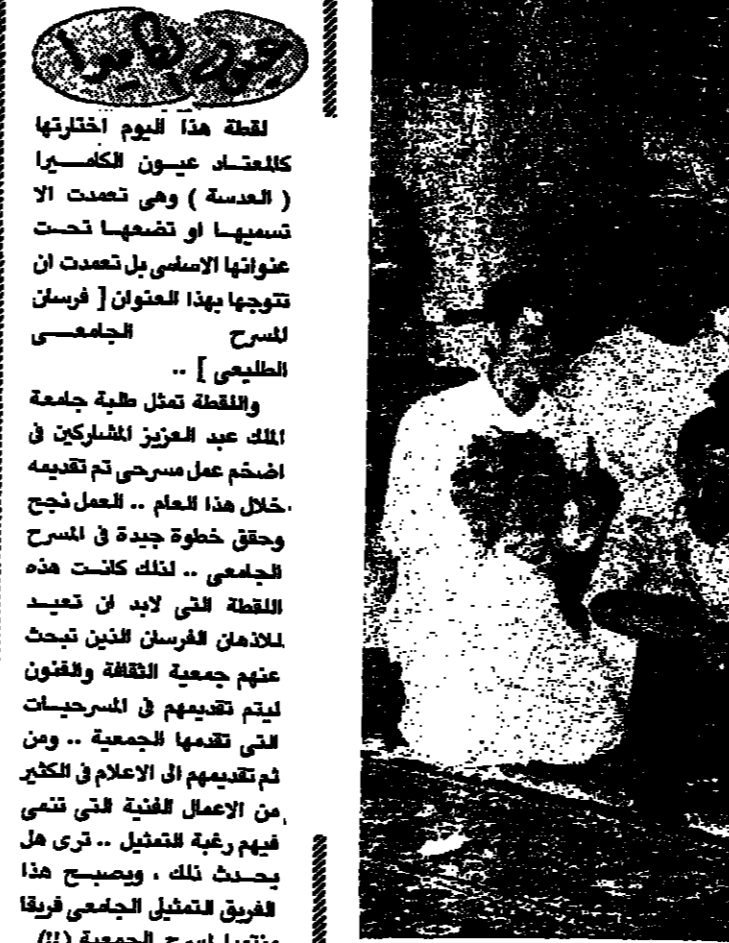 عيون الكاميرا
لقطة هذا اليوم اختارتها
كالمعتاد عيون الكاميرا
( العدسة ) وهى تعمدت الا
تسميها او تضعها تحت
عنوانها الاساسى بل تعمدت ان
تتوجها بهذا العنوان [ فرسان
المسرح الجامعى
الطليعى ] ..
واللقطة تمثل طلبة جامعة
الملك عبد العزيز المشاركين فى
اضخم عمل مسرحى تم تقديمه
خلال هذا العام .. العمل نجح
وحقق خطوة جيدة فى المسرح
الجامعى .. لذلك كانت هذه
اللقطة التى لابد ان تعيد
للاذهان الفرسان الذين تبحث
عنهم جمعية الثقافة والفنون
ليتم تقديمهم فى المسرحيات
التى تقدمها الجمعية .. ومن
ثم تقديمهم الى الاعلام فى الكثير
من الاعمال الفنية التى تنمى
فيهم رغبة التمثيل .. ترى هل
يحدث ذلك ، ويصبح هذا
الفريق التمثيلى الجامعى فريقا
لمسرح الجمعية (!!)